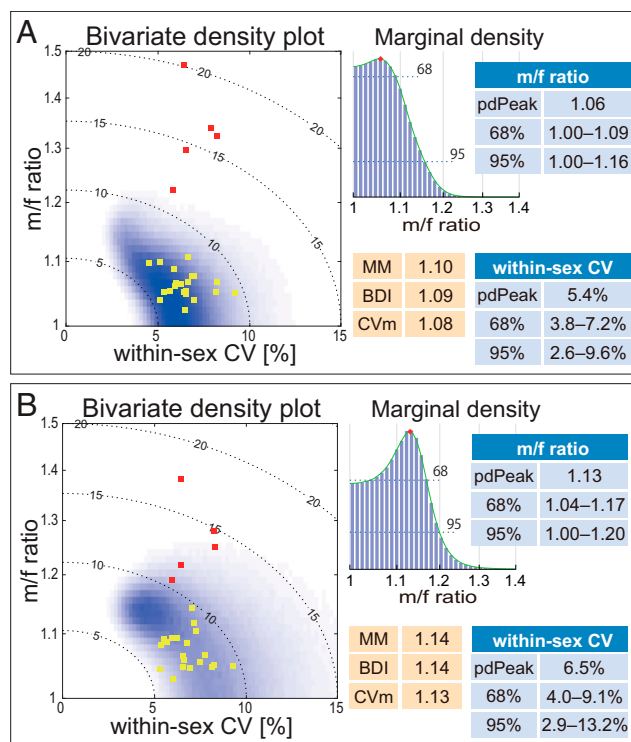 A
Bivariate density plot
Marginal density
1.5
1.4
1.3
1.2
1.1
1
m/f ratio
20
20
15
15
10
10
5
5
0
5
10
15
within-sex CV [%]
68
95
1
1.1
1.2
1.3
1.4
m/f ratio
m/f ratio
pdPeak 1.06
68% 1.00–1.09
95% 1.00–1.16
MM 1.10
BDI 1.09
CVm 1.08
within-sex CV
pdPeak 5.4%
68% 3.8–7.2%
95% 2.6–9.6%
B
Bivariate density plot
Marginal density
1.5
1.4
1.3
1.2
1.1
1
m/f ratio
20
20
15
15
15
10
10
5
5
0
5
10
15
within-sex CV [%]
68
95
1
1.1
1.2
1.3
1.4
m/f ratio
m/f ratio
pdPeak 1.13
68% 1.04–1.17
95% 1.00–1.20
MM 1.14
BDI 1.14
CVm 1.13
within-sex CV
pdPeak 6.5%
68% 4.0–9.1%
95% 2.9–13.2%